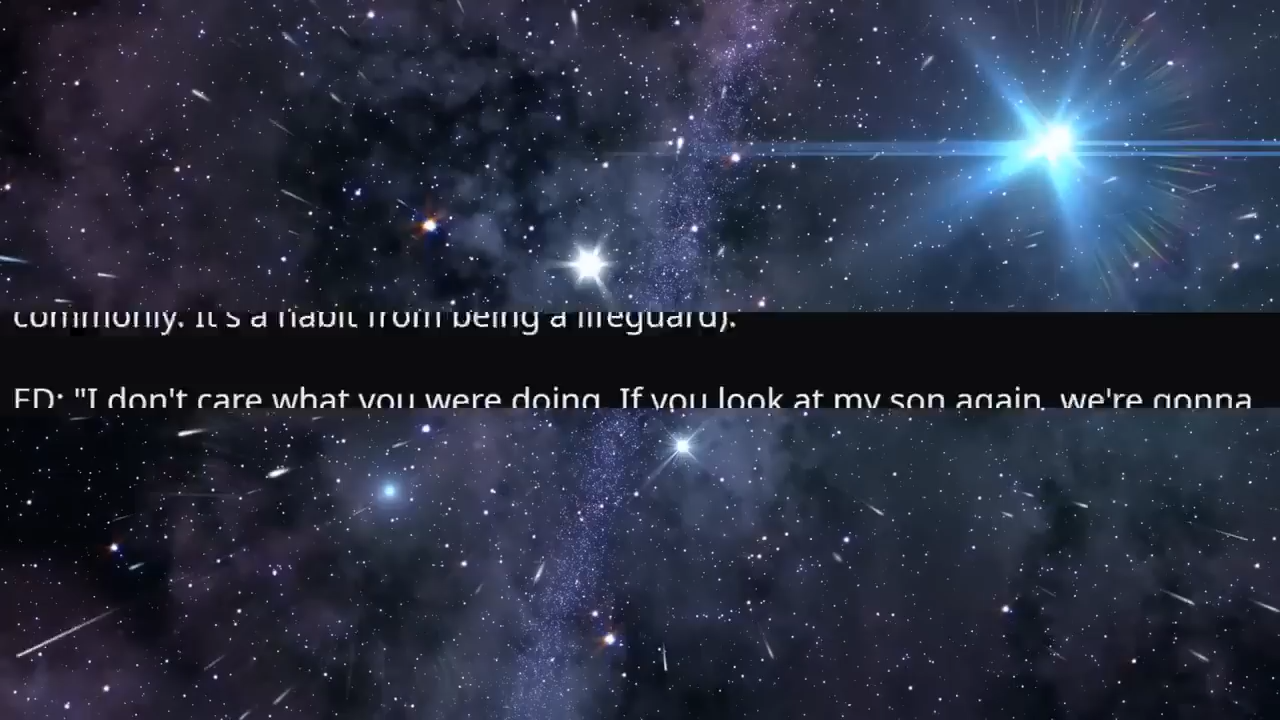 commonly. It's a habit from being a lifeguard).
ED: "I don't care what you were doing. If you look at my son again, we're gonna